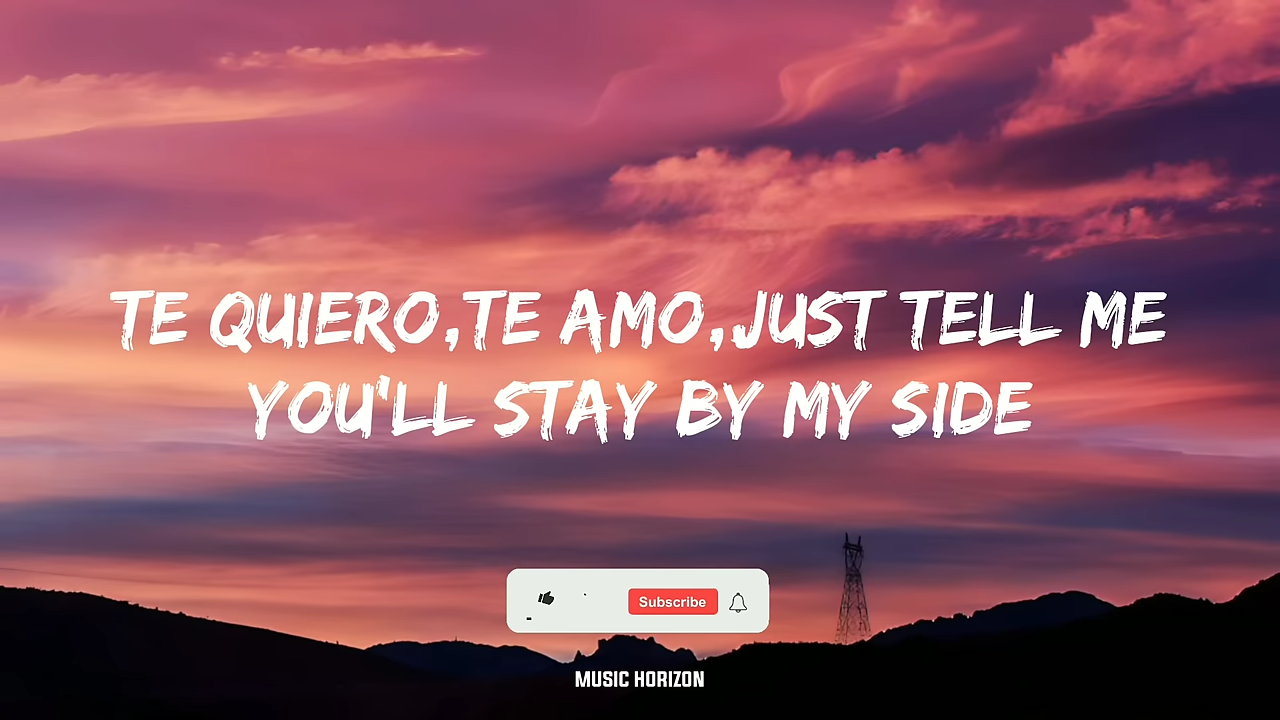 TE QUIERO,TE AMO,JUST TELL ME
YOU'LL STAY BY MY SIDE
Subscribe
MUSIC HORIZON